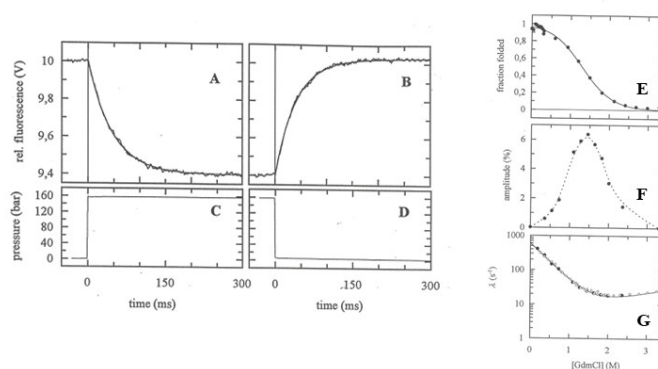 rel. fluorescence (V)
10
9,8
9,6
9,4
A
B
pressure (bar)
160
120
80
40
0
C
D
0
150
300
0
150
300
time (ms)
time (ms)
fraction folded
1
0,8
0,6
0,4
0,2
0
E
amplitude (%)
6
4
2
0
F
λ (s⁻¹)
1000
100
10
1
G
0
1
2
3
[GdmCl] (M)